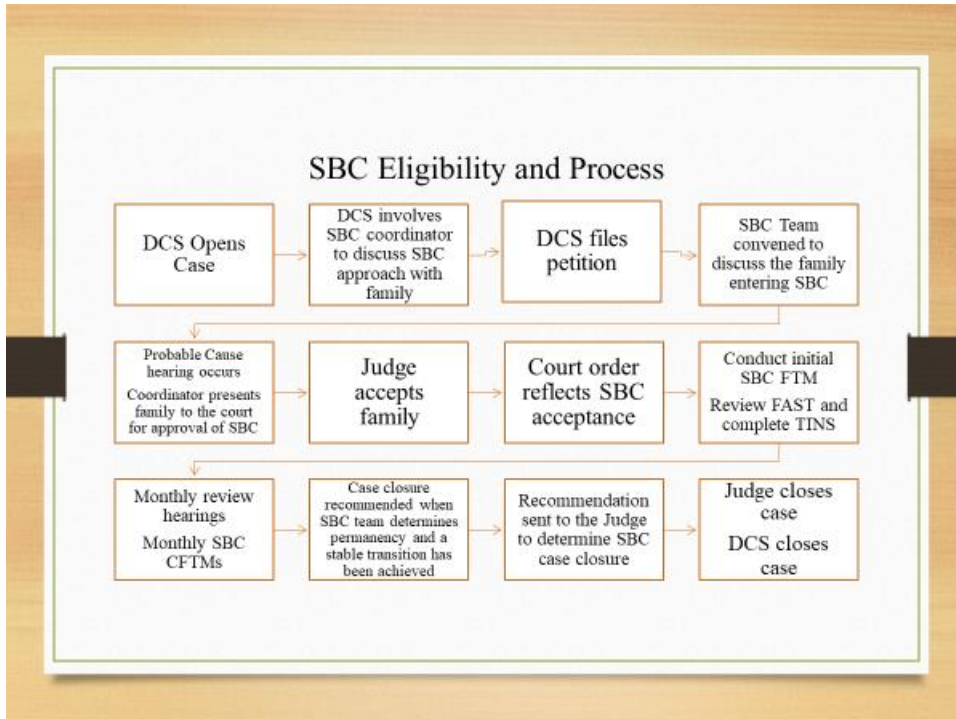 SBC Eligibility and Process
DCS Opens
Case
DCS involves
SBC coordinator
to discuss SBC
approach with
family
DCS files
petition
SBC Team
convened to
discuss the family
entering SBC
Probable Cause
hearing occurs
Coordinator presents
family to the court
for approval of SBC
Judge
accepts
family
Court order
reflects SBC
acceptance
Conduct initial
SBC FTM
Review FAST and
complete TINS
Monthly review
hearings
Monthly SBC
CFTMs
Case closure
recommended when
SBC team determines
permanency and a
stable transition has
been achieved
Recommendation
sent to the Judge
to determine SBC
case closure
Judge closes
case
DCS closes
case